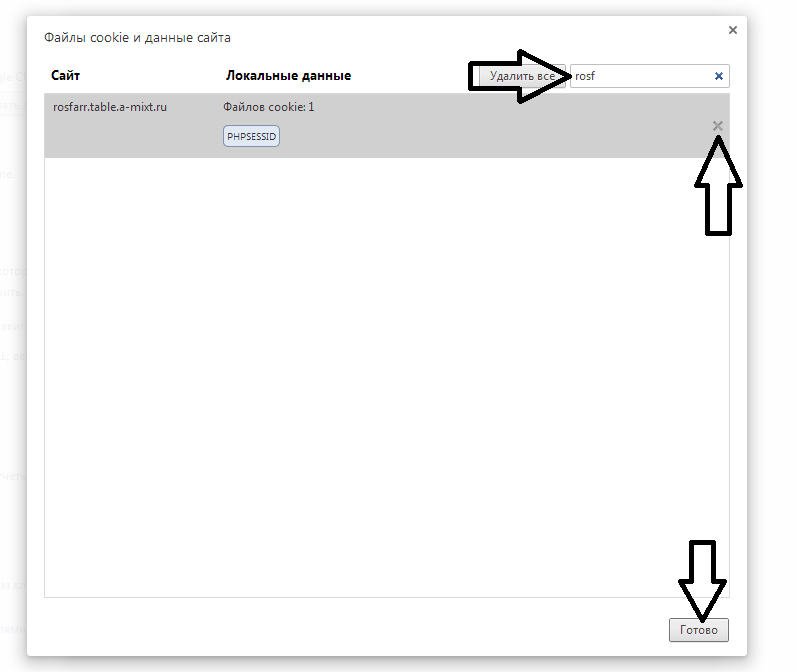 Файлы cookie и данные сайта
Сайт Локальные данные Удалить все rosf
rosfarr.table.a-mixt.ru Файлов cookie: 1
PHPSESSID
Готово